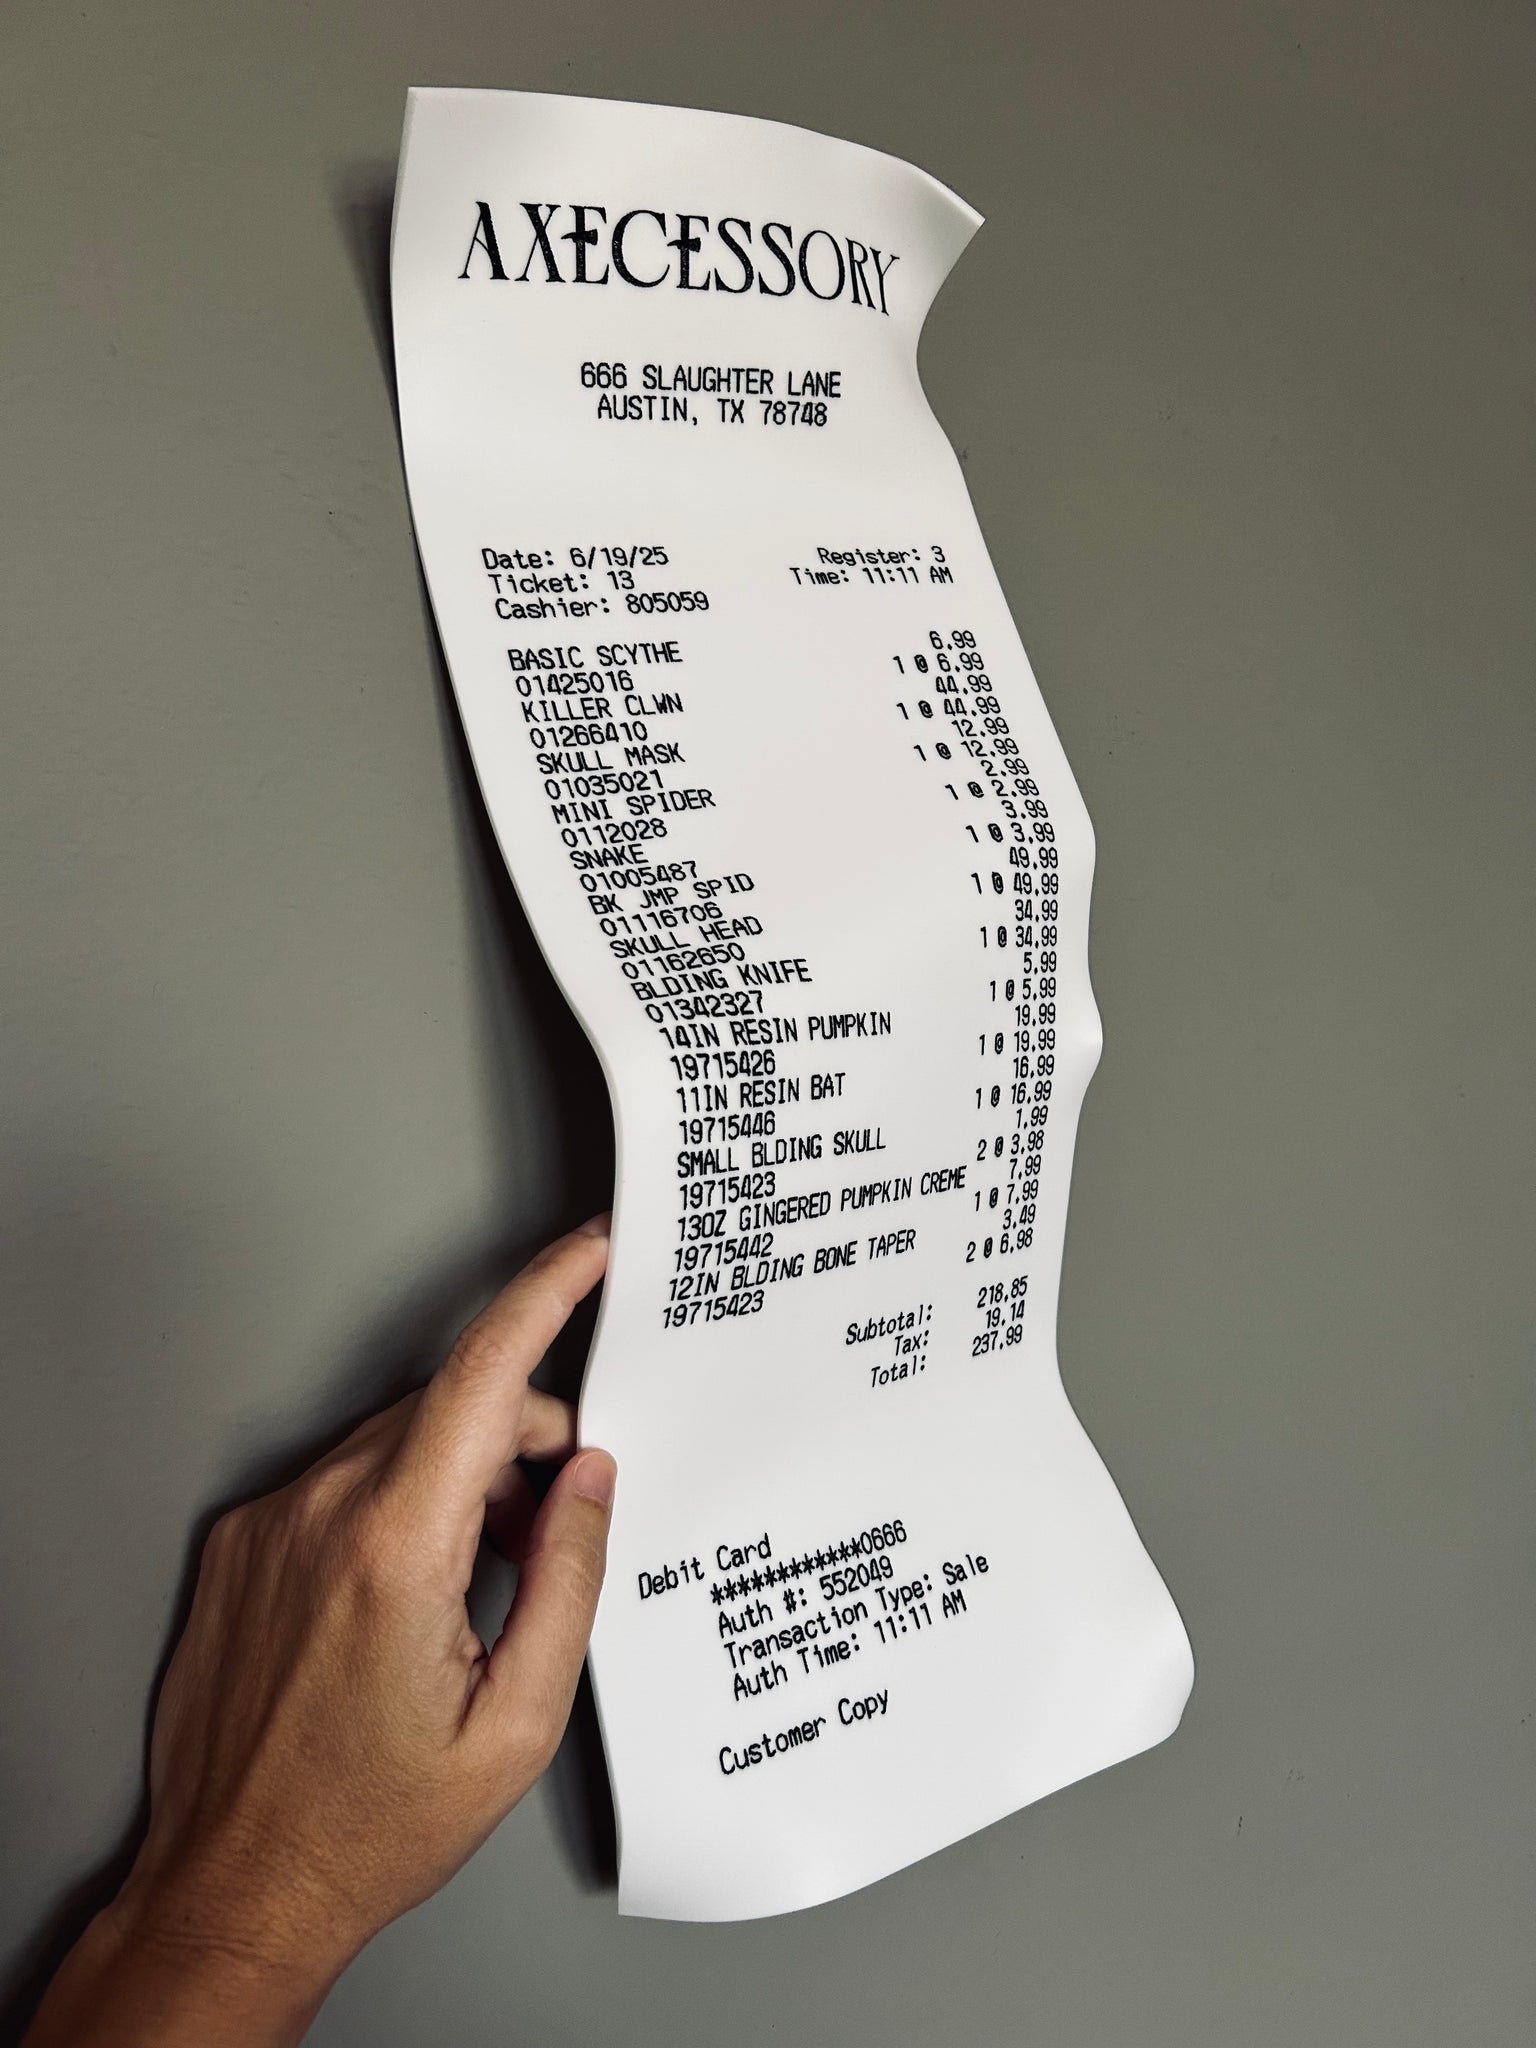 AXECESSORY
666 SLAUGHTER LANE
AUSTIN, TX 78748
Date: 6/19/25 Register: 3
Ticket: 13 Time: 11:11 AM
Cashier: 805059
BASIC SCYTHE 6.99
01425016 1 @ 6.99
KILLER CLWN 44.99
01266410 1 @ 44.99
SKULL MASK 12.99
01035021 1 @ 12.99
MINI SPIDER 2.99
0112028 1 @ 2.99
SNAKE 3.99
01005487 1 @ 3.99
BK JMP SPID 49.99
01116706 1 @ 49.99
SKULL HEAD 34.99
01162650 1 @ 34.99
BLDING KNIFE 5.99
01342327 1 @ 5.99
14IN RESIN PUMPKIN 19.99
19715426 1 @ 19.99
11IN RESIN BAT 16.99
19715446 1 @ 16.99
SMALL BLDING SKULL 1.99
19715423 2 @ 3.98
13OZ GINGERED PUMPKIN CREME 7.99
19715442 1 @ 7.99
12IN BLDING BONE TAPER 3.49
19715423 2 @ 6.98
Subtotal: 218.85
Tax: 19.14
Total: 237.99
Debit Card
************0666
Auth #: 552049
Transaction Type: Sale
Auth Time: 11:11 AM
Customer Copy